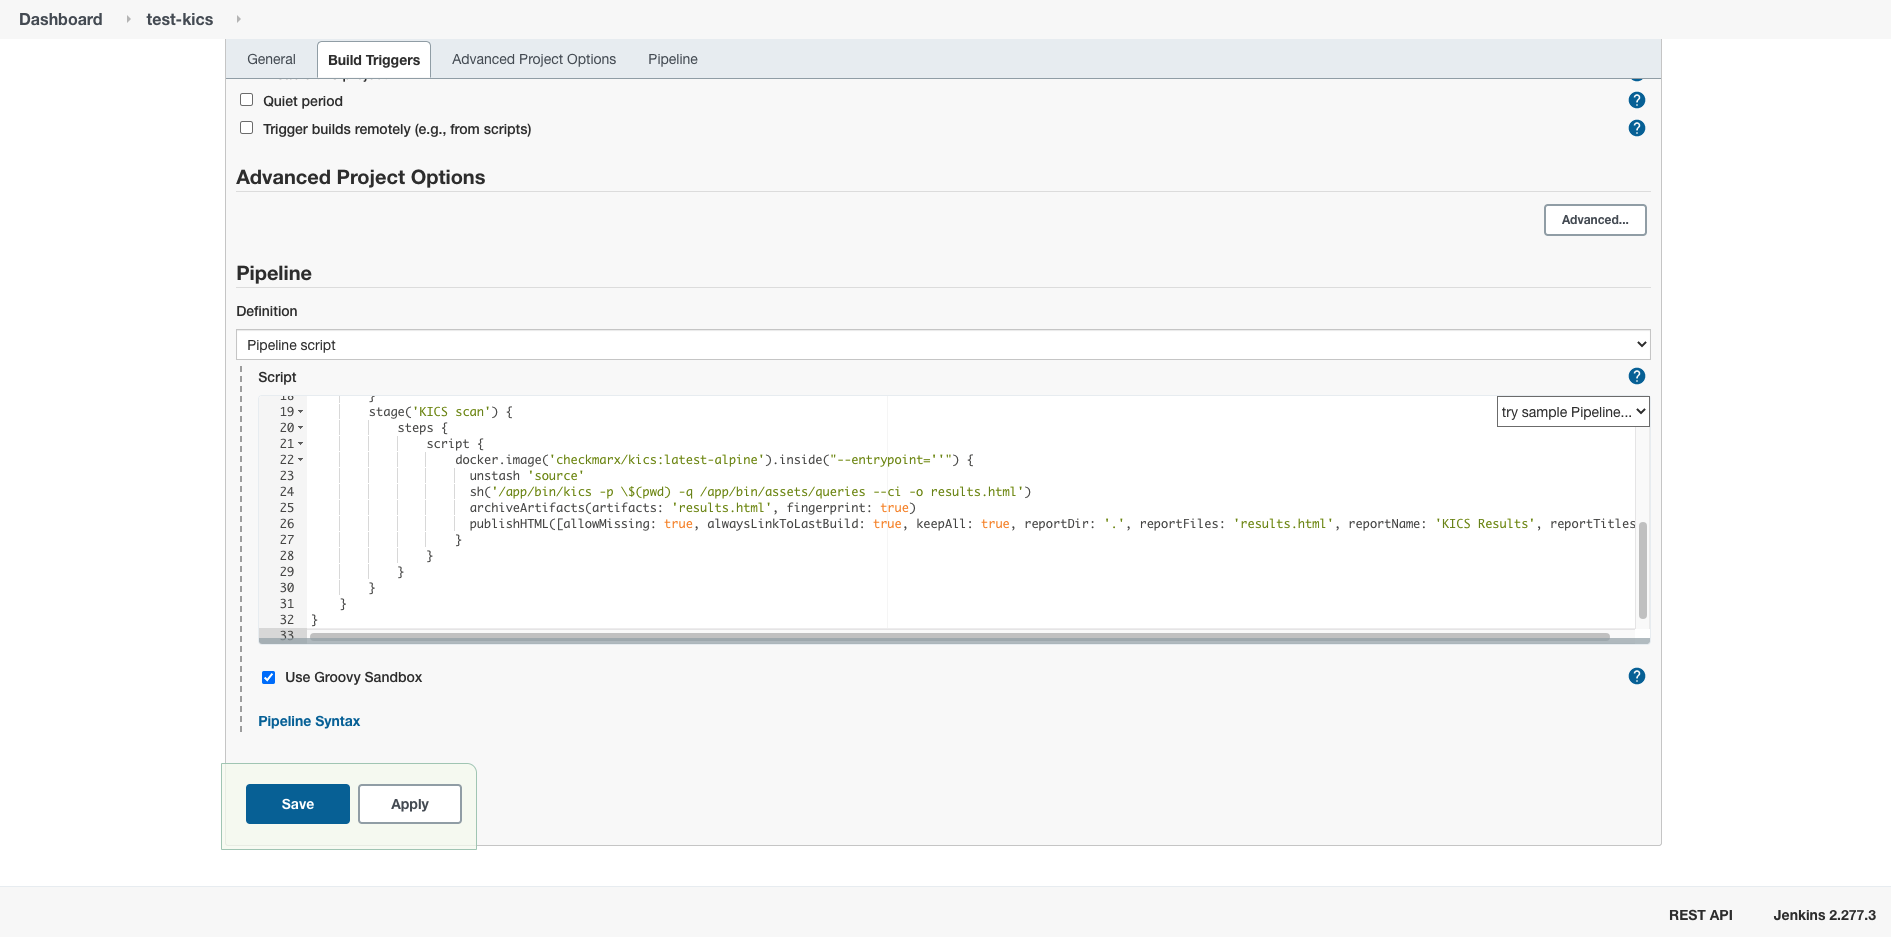 Dashboard
test-kics
General
Build Triggers
Advanced Project Options
Pipeline
Quiet period
Trigger builds remotely (e.g., from scripts)
Advanced Project Options
Advanced...
Pipeline
Definition
Pipeline script
Script
try sample Pipeline...
18 }
19 stage('KICS scan') {
20 steps {
21 script {
22 docker.image('checkmarx/kics:latest-alpine').inside("--entrypoint=''") {
23 unstash 'source'
24 sh('/app/bin/kics -p \$(pwd) -q /app/bin/assets/queries --ci -o results.html')
25 archiveArtifacts(artifacts: 'results.html', fingerprint: true)
26 publishHTML([allowMissing: true, alwaysLinkToLastBuild: true, keepAll: true, reportDir: '.', reportFiles: 'results.html', reportName: 'KICS Results', reportTitles
27 }
28 }
29 }
30 }
31 }
32 }
33
Use Groovy Sandbox
Pipeline Syntax
Save
Apply
REST API
Jenkins 2.277.3